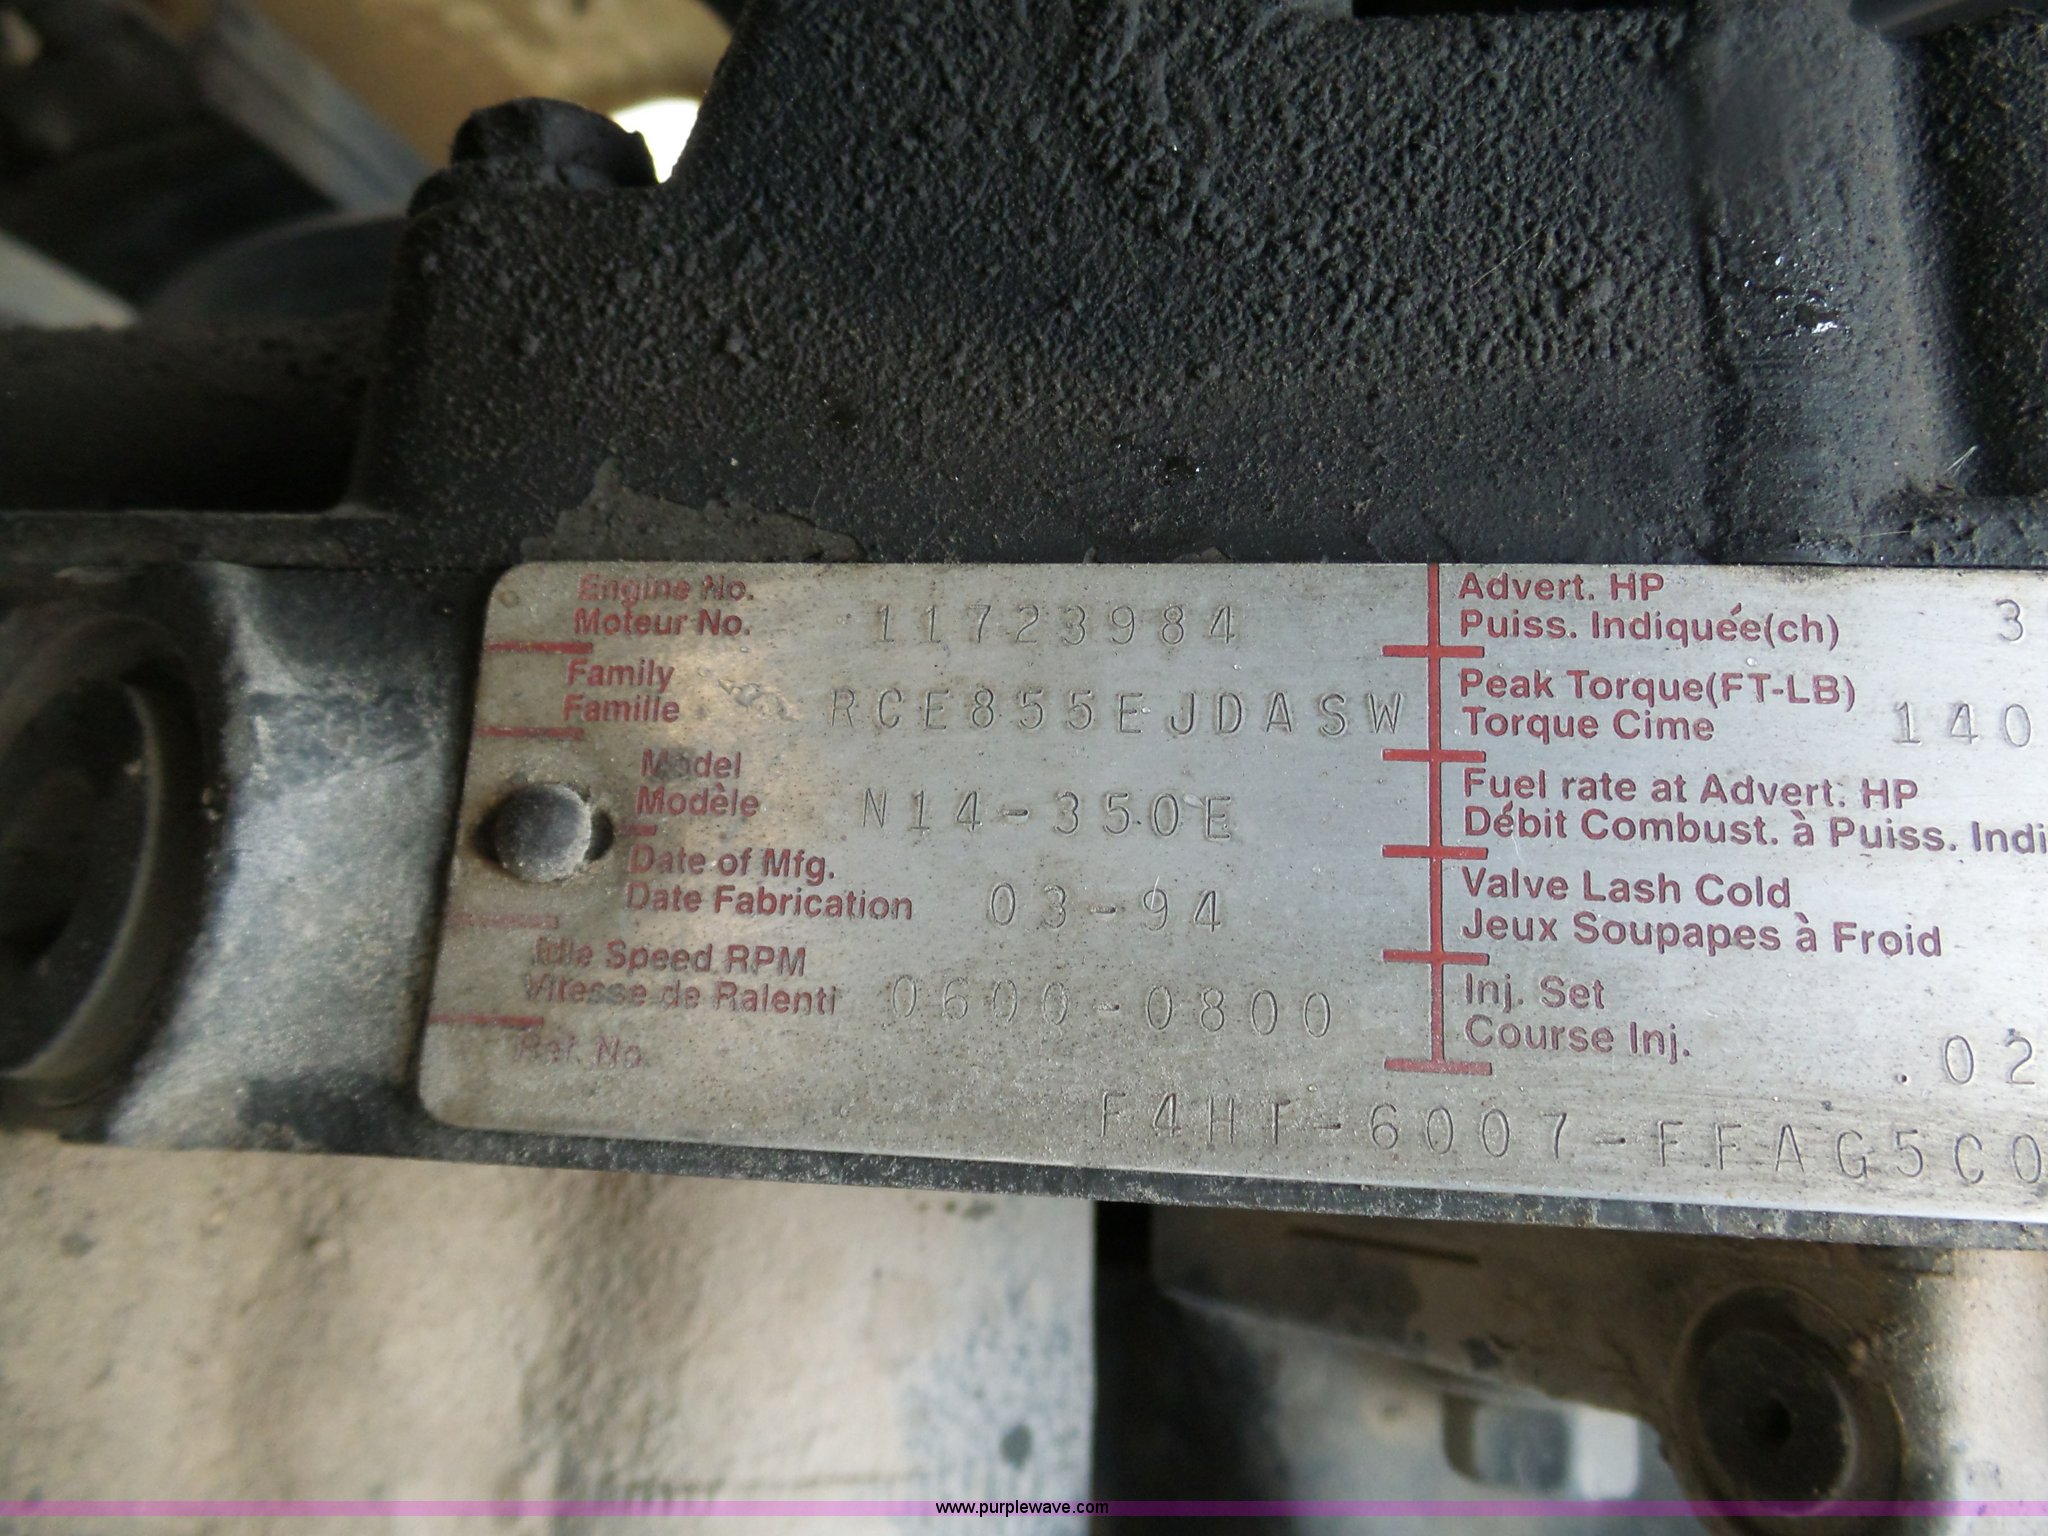 Engine No.
Moteur No. 11723984
Family
Famille RCE855EJDASW
Model
Modèle N14-350E
Date of Mfg.
Date Fabrication 03-94
Idle Speed RPM
Vitesse de Ralenti 0600-0800
Ref. No.
F4HT-6007-FFAG5C0
Advert. HP
Puiss. Indiquée(ch) 3
Peak Torque(FT-LB)
Torque Cime 140
Fuel rate at Advert. HP
Débit Combust. à Puiss. Indi
Valve Lash Cold
Jeux Soupapes à Froid
Inj. Set
Course Inj. .02
www.purplewave.com